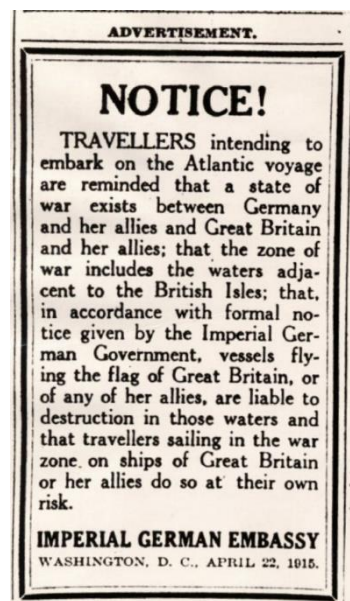 ADVERTISEMENT.
NOTICE!
TRAVELLERS intending to
embark on the Atlantic voyage
are reminded that a state of
war exists between Germany
and her allies and Great Britain
and her allies; that the zone of
war includes the waters adja-
cent to the British Isles; that,
in accordance with formal no-
tice given by the Imperial Ger-
man Government, vessels fly-
ing the flag of Great Britain, or
of any of her allies, are liable to
destruction in those waters and
that travellers sailing in the war
zone on ships of Great Britain
or her allies do so at their own
risk.
IMPERIAL GERMAN EMBASSY
WASHINGTON, D. C., APRIL 22, 1915.